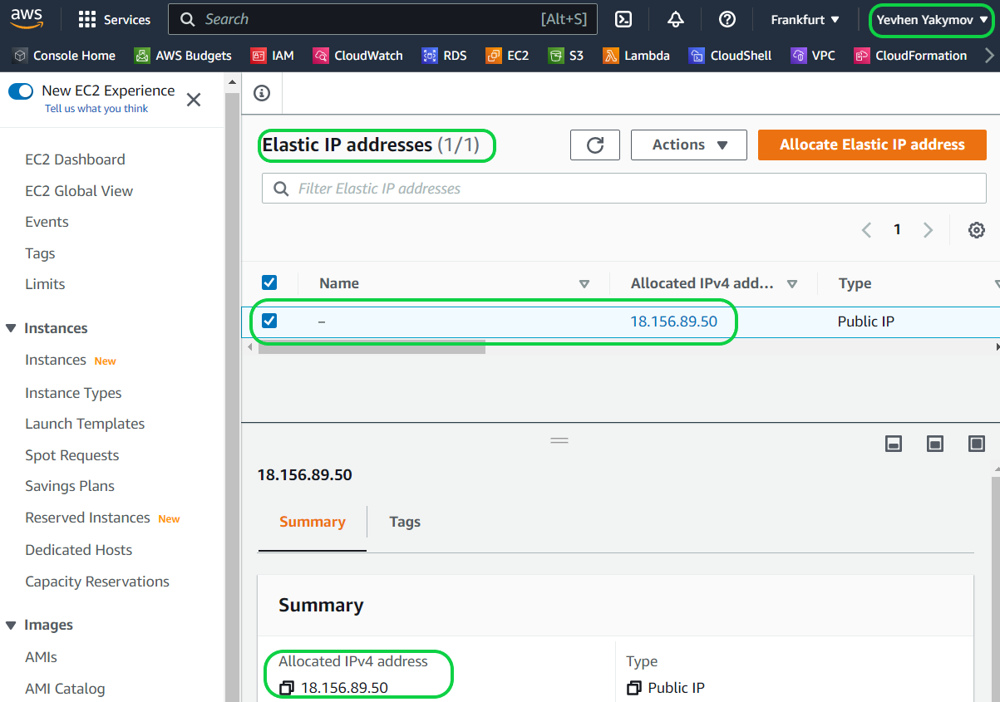 aws
Services
Search [Alt+S]
Frankfurt
Yevhen Yakymov
Console Home
AWS Budgets
IAM
CloudWatch
RDS
EC2
S3
Lambda
CloudShell
VPC
CloudFormation
New EC2 Experience
Tell us what you think
EC2 Dashboard
EC2 Global View
Events
Tags
Limits
Instances
Instances New
Instance Types
Launch Templates
Spot Requests
Savings Plans
Reserved Instances New
Dedicated Hosts
Capacity Reservations
Images
AMIs
AMI Catalog
Elastic IP addresses (1/1)
Actions
Allocate Elastic IP address
Filter Elastic IP addresses
1
Name
Allocated IPv4 add...
Type
–
18.156.89.50
Public IP
18.156.89.50
Summary
Tags
Summary
Allocated IPv4 address
18.156.89.50
Type
Public IP